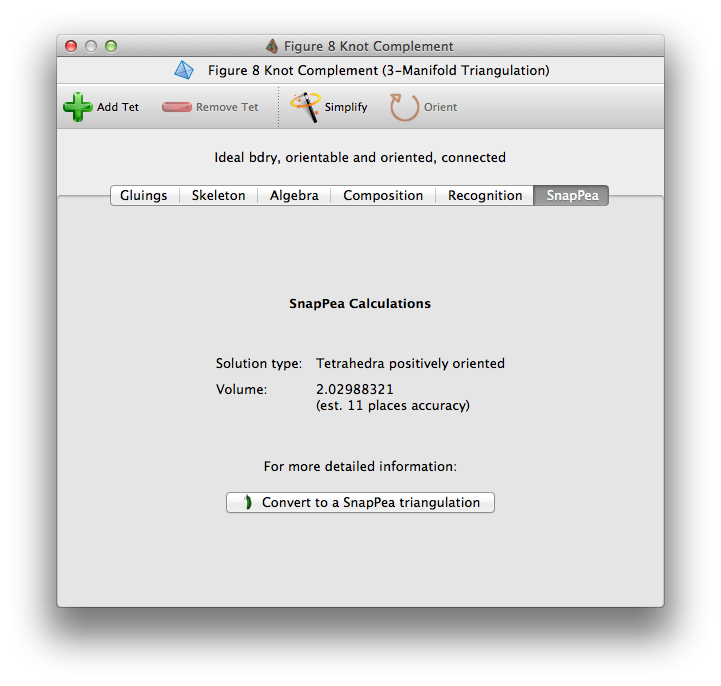 Figure 8 Knot Complement
Figure 8 Knot Complement (3-Manifold Triangulation)
Add Tet Remove Tet Simplify Orient
Ideal bdry, orientable and oriented, connected
Gluings Skeleton Algebra Composition Recognition SnapPea
SnapPea Calculations
Solution type: Tetrahedra positively oriented
Volume: 2.02988321
(est. 11 places accuracy)
For more detailed information:
Convert to a SnapPea triangulation